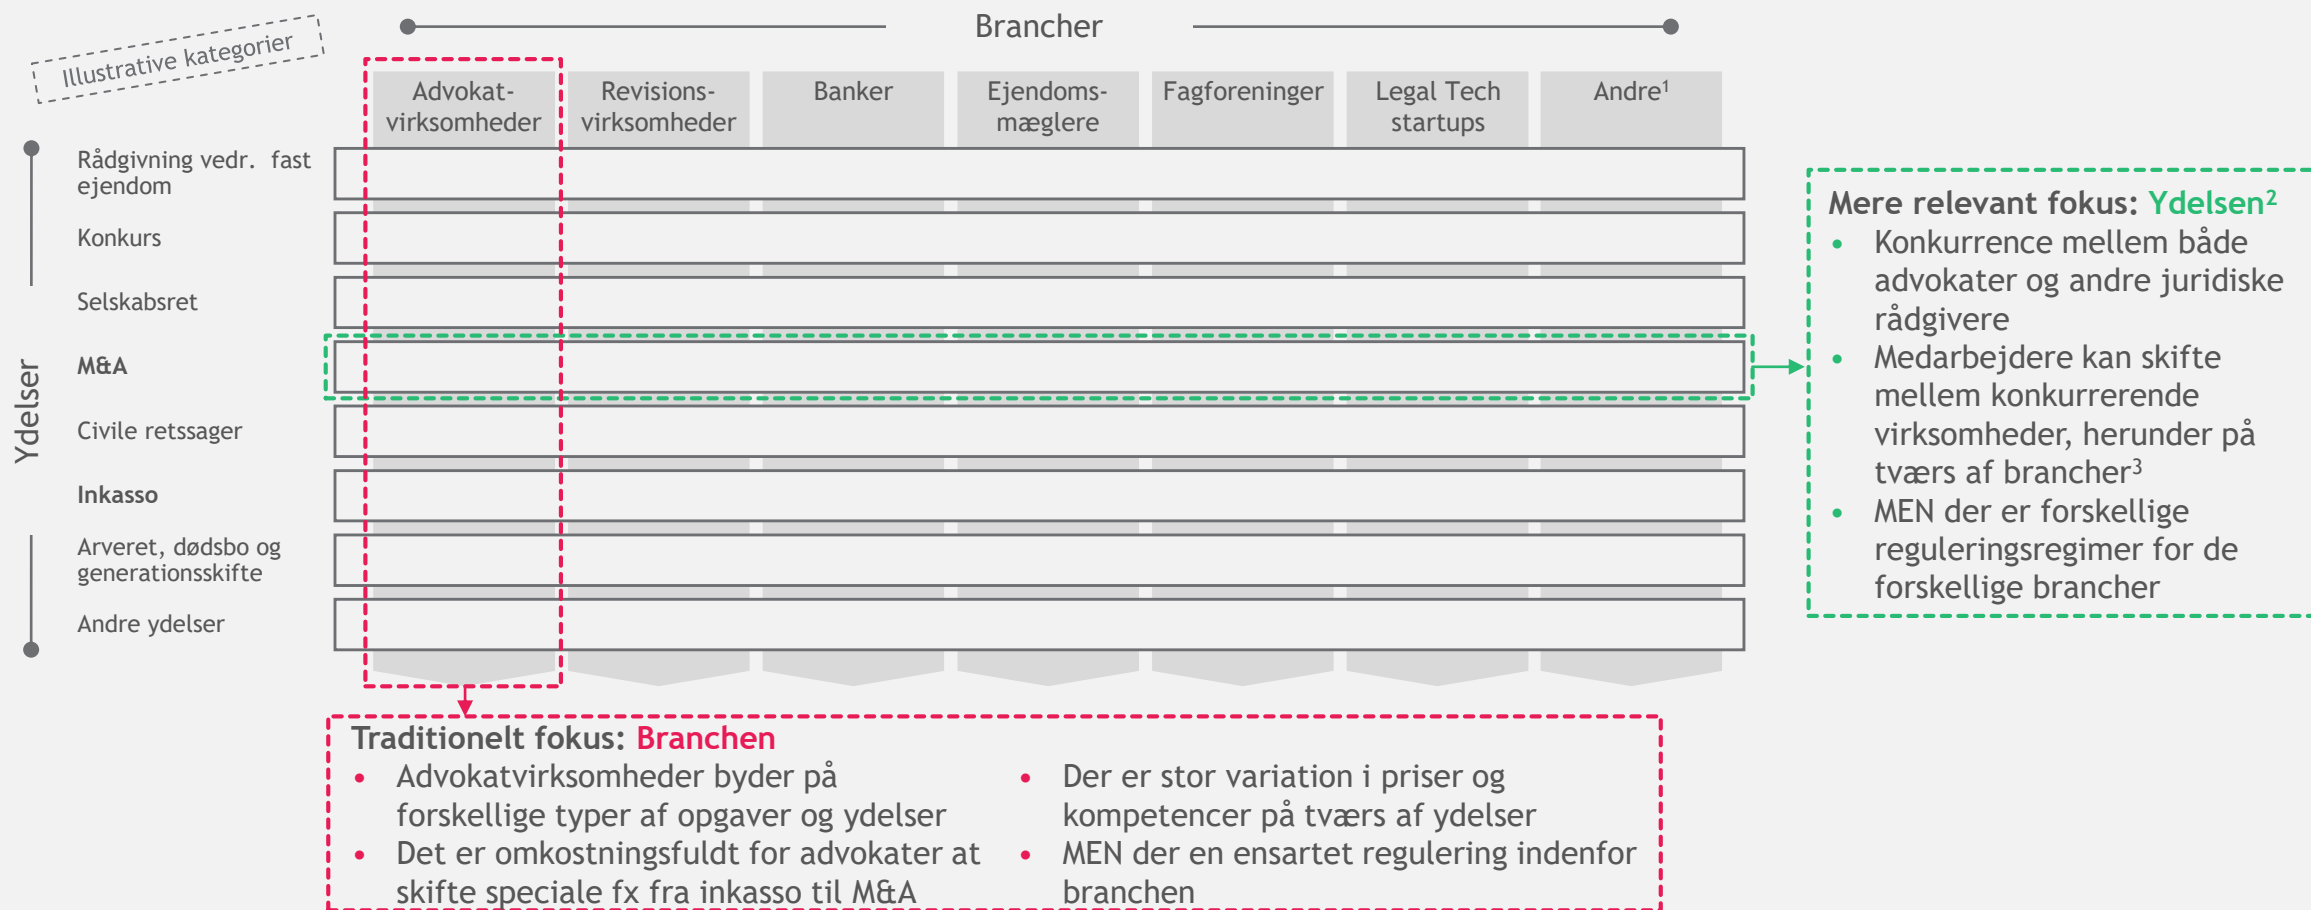 Brancher
Illustrative kategorier
Advokat-
virksomheder
Revisions-
virksomheder
Banker
Ejendoms-
mæglere
Fagforeninger
Legal Tech
startups
Andre¹
Ydelser
Rådgivning vedr. fast
ejendom
Konkurs
Selskabsret
M&A
Civile retssager
Inkasso
Arveret, dødsbo og
generationsskifte
Andre ydelser
Mere relevant fokus: Ydelsen²
• Konkurrence mellem både
advokater og andre juridiske
rådgivere
• Medarbejdere kan skifte
mellem konkurrerende
virksomheder, herunder på
tværs af brancher³
• MEN der er forskellige
reguleringsregimer for de
forskellige brancher
Traditionelt fokus: Branchen
• Advokatvirksomheder byder på
forskellige typer af opgaver og ydelser
• Det er omkostningsfuldt for advokater at
skifte speciale fx fra inkasso til M&A
• Der er stor variation i priser og
kompetencer på tværs af ydelser
• MEN der en ensartet regulering indenfor
branchen